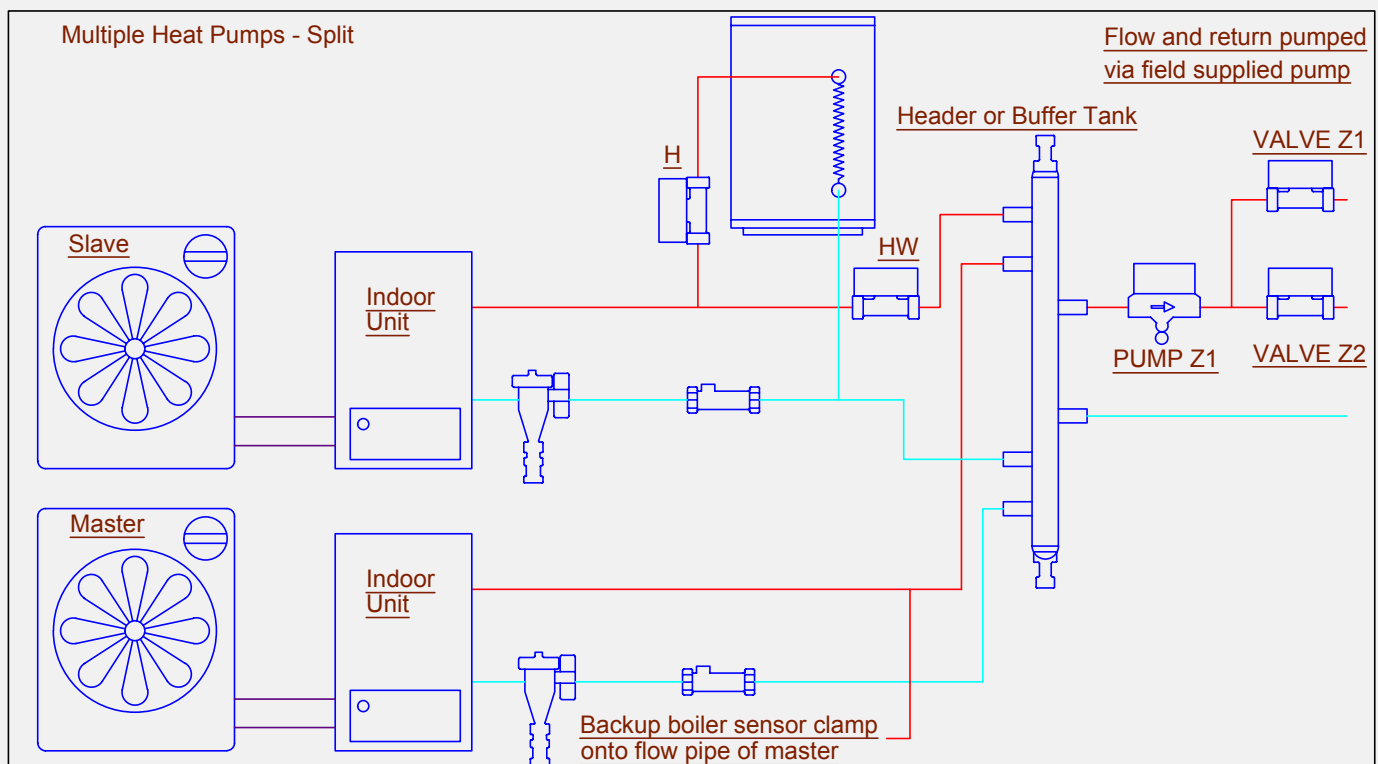 Multiple Heat Pumps - Split
Flow and return pumped
via field supplied pump
Header or Buffer Tank
VALVE Z1
H
Slave
HW
Indoor
Unit
PUMP Z1
VALVE Z2
Master
Indoor
Unit
Backup boiler sensor clamp
onto flow pipe of master